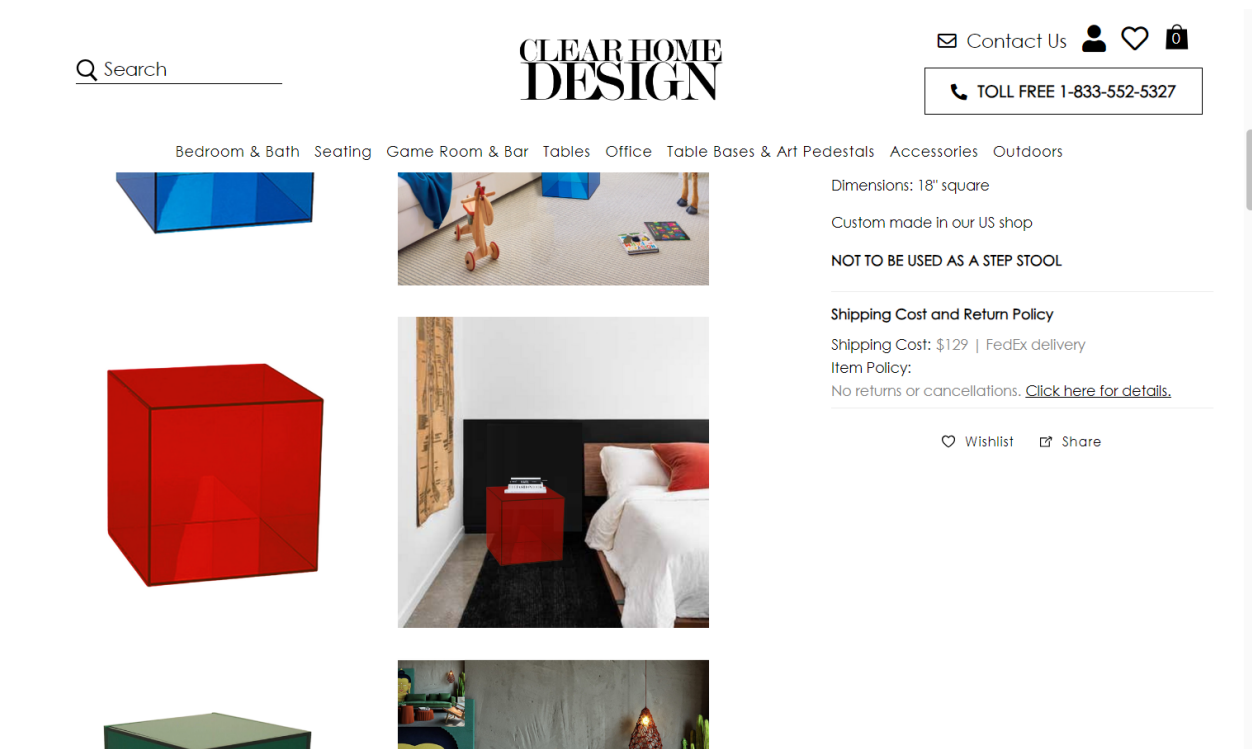 Search
CLEAR HOME
DESIGN
Contact Us
0
TOLL FREE 1-833-552-5327
Bedroom & Bath Seating Game Room & Bar Tables Office Table Bases & Art Pedestals Accessories Outdoors
Dimensions: 18" square
Custom made in our US shop
NOT TO BE USED AS A STEP STOOL
Shipping Cost and Return Policy
Shipping Cost: $129 | FedEx delivery
Item Policy:
No returns or cancellations. Click here for details.
Wishlist Share